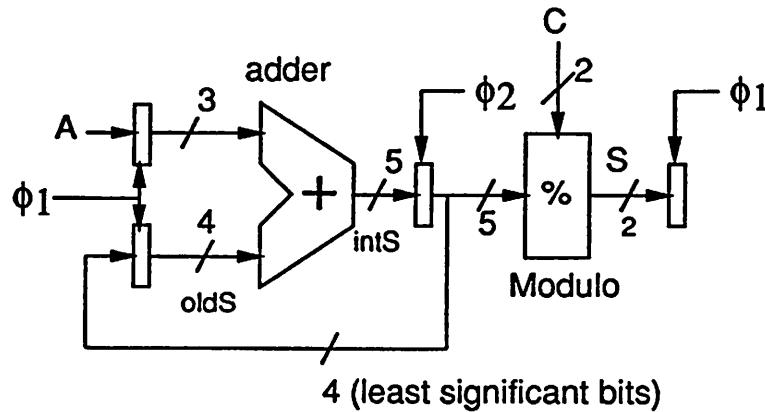 C
adder
2
ϕ2
ϕ1
3
A
5
S
ϕ1
+
%
4
intS
5
2
oldS
Modulo
4 (least significant bits)